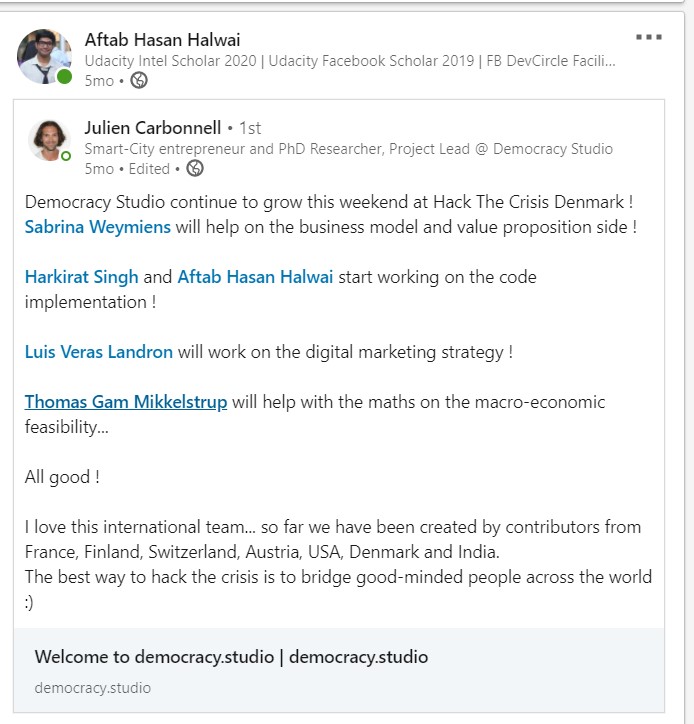 Aftab Hasan Halwai
Udacity Intel Scholar 2020 | Udacity Facebook Scholar 2019 | FB DevCircle Facili...
5mo •
Julien Carbonnell • 1st
Smart-City entrepreneur and PhD Researcher, Project Lead @ Democracy Studio
5mo • Edited •
Democracy Studio continue to grow this weekend at Hack The Crisis Denmark !
Sabrina Weymiens will help on the business model and value proposition side !
Harkirat Singh and Aftab Hasan Halwai start working on the code
implementation !
Luis Veras Landron will work on the digital marketing strategy !
Thomas Gam Mikkelstrup will help with the maths on the macro-economic
feasibility...
All good !
I love this international team... so far we have been created by contributors from
France, Finland, Switzerland, Austria, USA, Denmark and India.
The best way to hack the crisis is to bridge good-minded people across the world
:)
Welcome to democracy.studio | democracy.studio
democracy.studio